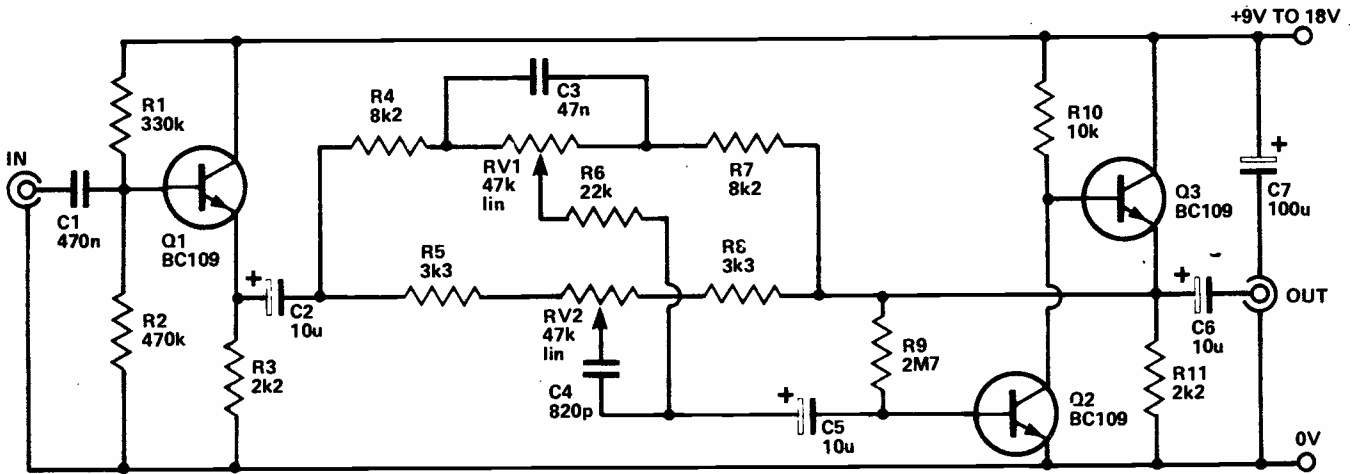 +9V TO 18V
R1
330k
IN
C1
470n
Q1
BC109
R2
470k
R3
2k2
+
C2
10u
R4
8k2
C3
47n
RV1
47k
lin
R6
22k
R7
8k2
R5
3k3
RV2
47k
lin
R8
3k3
C4
820p
+
C5
10u
R9
2M7
R10
10k
Q3
BC109
+
C7
100u
+
C6
10u
OUT
Q2
BC109
R11
2k2
0V